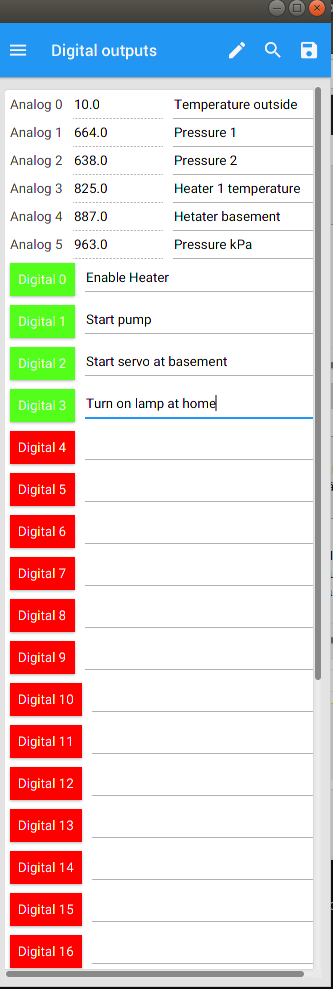 Digital outputs
Analog 0 10.0 Temperature outside
Analog 1 664.0 Pressure 1
Analog 2 638.0 Pressure 2
Analog 3 825.0 Heater 1 temperature
Analog 4 887.0 Hetater basement
Analog 5 963.0 Pressure kPa
Digital 0 Enable Heater
Digital 1 Start pump
Digital 2 Start servo at basement
Digital 3 Turn on lamp at home
Digital 4
Digital 5
Digital 6
Digital 7
Digital 8
Digital 9
Digital 10
Digital 11
Digital 12
Digital 13
Digital 14
Digital 15
Digital 16